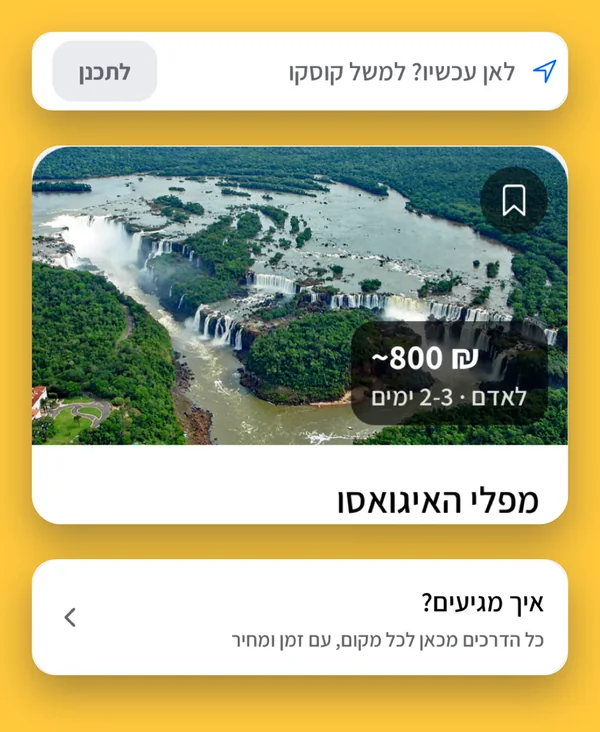 לאן עכשיו? למשל קוסקו
לתכנן
~800 ₪
לאדם · 2-3 ימים
מפלי האיגואסו
איך מגיעים?
כל הדרכים מכאן לכל מקום, עם זמן ומחיר